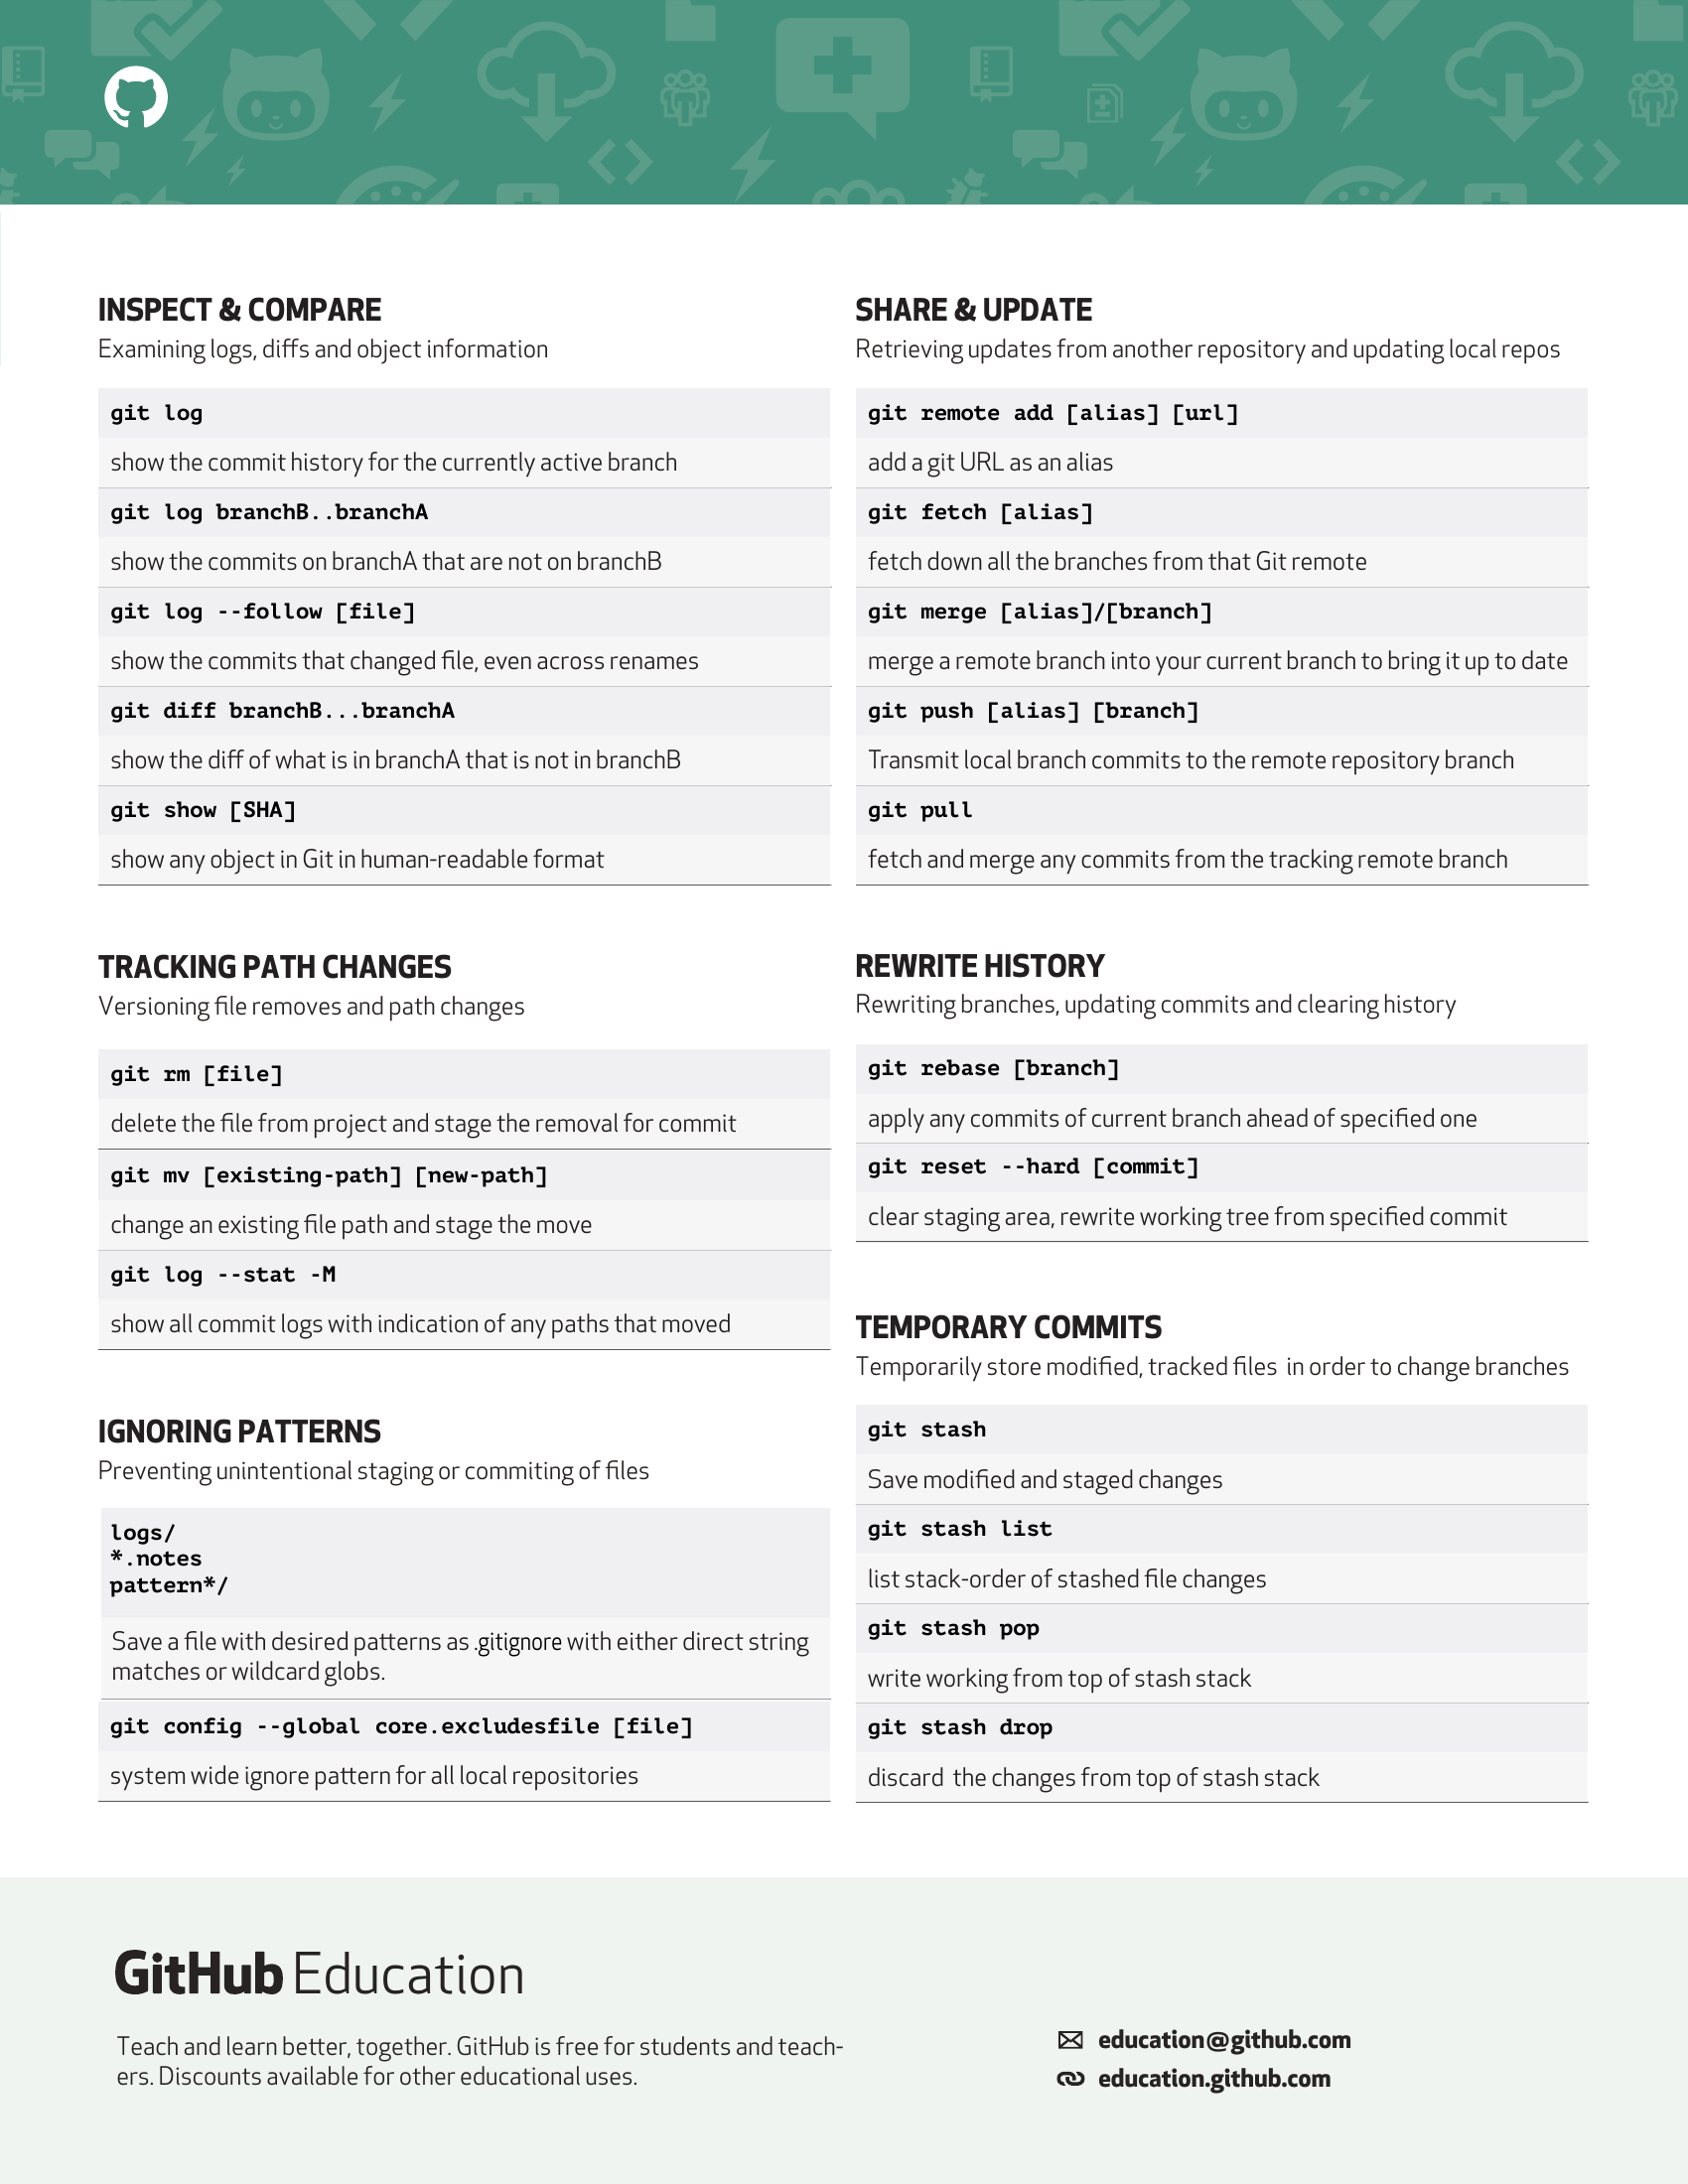 INSPECT & COMPARE
Examining logs, diffs and object information
git log
show the commit history for the currently active branch
git log branchB..branchA
show the commits on branchA that are not on branchB
git log --follow [file]
show the commits that changed file, even across renames
git diff branchB...branchA
show the diff of what is in branchA that is not in branchB
git show [SHA]
show any object in Git in human-readable format
TRACKING PATH CHANGES
Versioning file removes and path changes
git rm [file]
delete the file from project and stage the removal for commit
git mv [existing-path] [new-path]
change an existing file path and stage the move
git log --stat -M
show all commit logs with indication of any paths that moved
IGNORING PATTERNS
Preventing unintentional staging or commiting of files
logs/
*.notes
pattern*/
Save a file with desired patterns as .gitignore with either direct string
matches or wildcard globs.
git config --global core.excludesfile [file]
system wide ignore pattern for all local repositories
SHARE & UPDATE
Retrieving updates from another repository and updating local repos
git remote add [alias] [url]
add a git URL as an alias
git fetch [alias]
fetch down all the branches from that Git remote
git merge [alias]/[branch]
merge a remote branch into your current branch to bring it up to date
git push [alias] [branch]
Transmit local branch commits to the remote repository branch
git pull
fetch and merge any commits from the tracking remote branch
REWRITE HISTORY
Rewriting branches, updating commits and clearing history
git rebase [branch]
apply any commits of current branch ahead of specified one
git reset --hard [commit]
clear staging area, rewrite working tree from specified commit
TEMPORARY COMMITS
Temporarily store modified, tracked files in order to change branches
git stash
Save modified and staged changes
git stash list
list stack-order of stashed file changes
git stash pop
write working from top of stash stack
git stash drop
discard the changes from top of stash stack
GitHub Education
Teach and learn better, together. GitHub is free for students and teach-
ers. Discounts available for other educational uses.
education@github.com
education.github.com